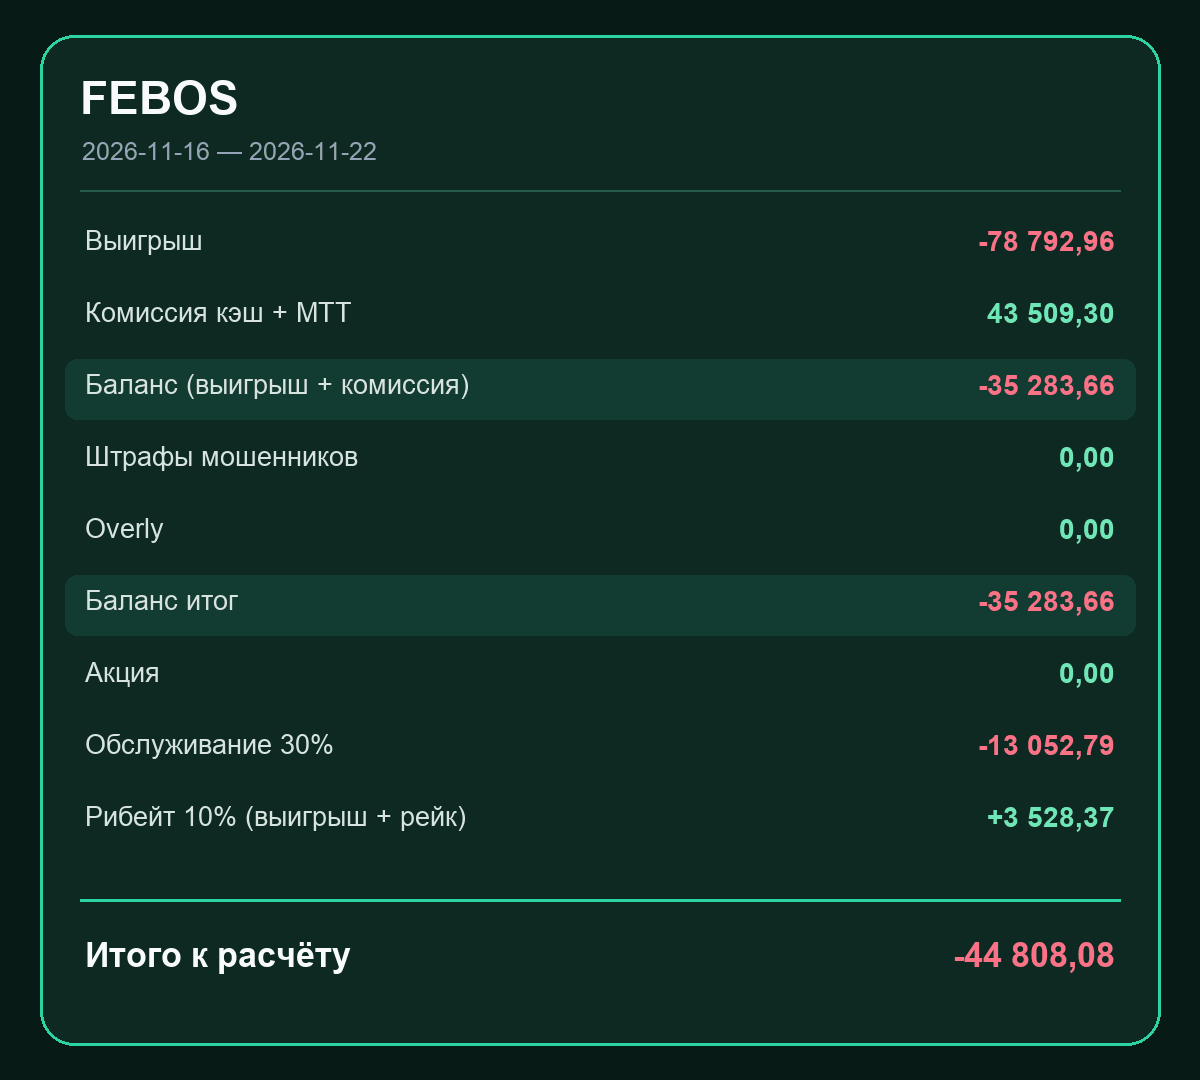 FEBOS
2026-11-16 — 2026-11-22
Выигрыш -78 792,96
Комиссия кэш + МТТ 43 509,30
Баланс (выигрыш + комиссия) -35 283,66
Штрафы мошенников 0,00
Overly 0,00
Баланс итог -35 283,66
Акция 0,00
Обслуживание 30% -13 052,79
Рибейт 10% (выигрыш + рейк) +3 528,37
Итого к расчёту -44 808,08